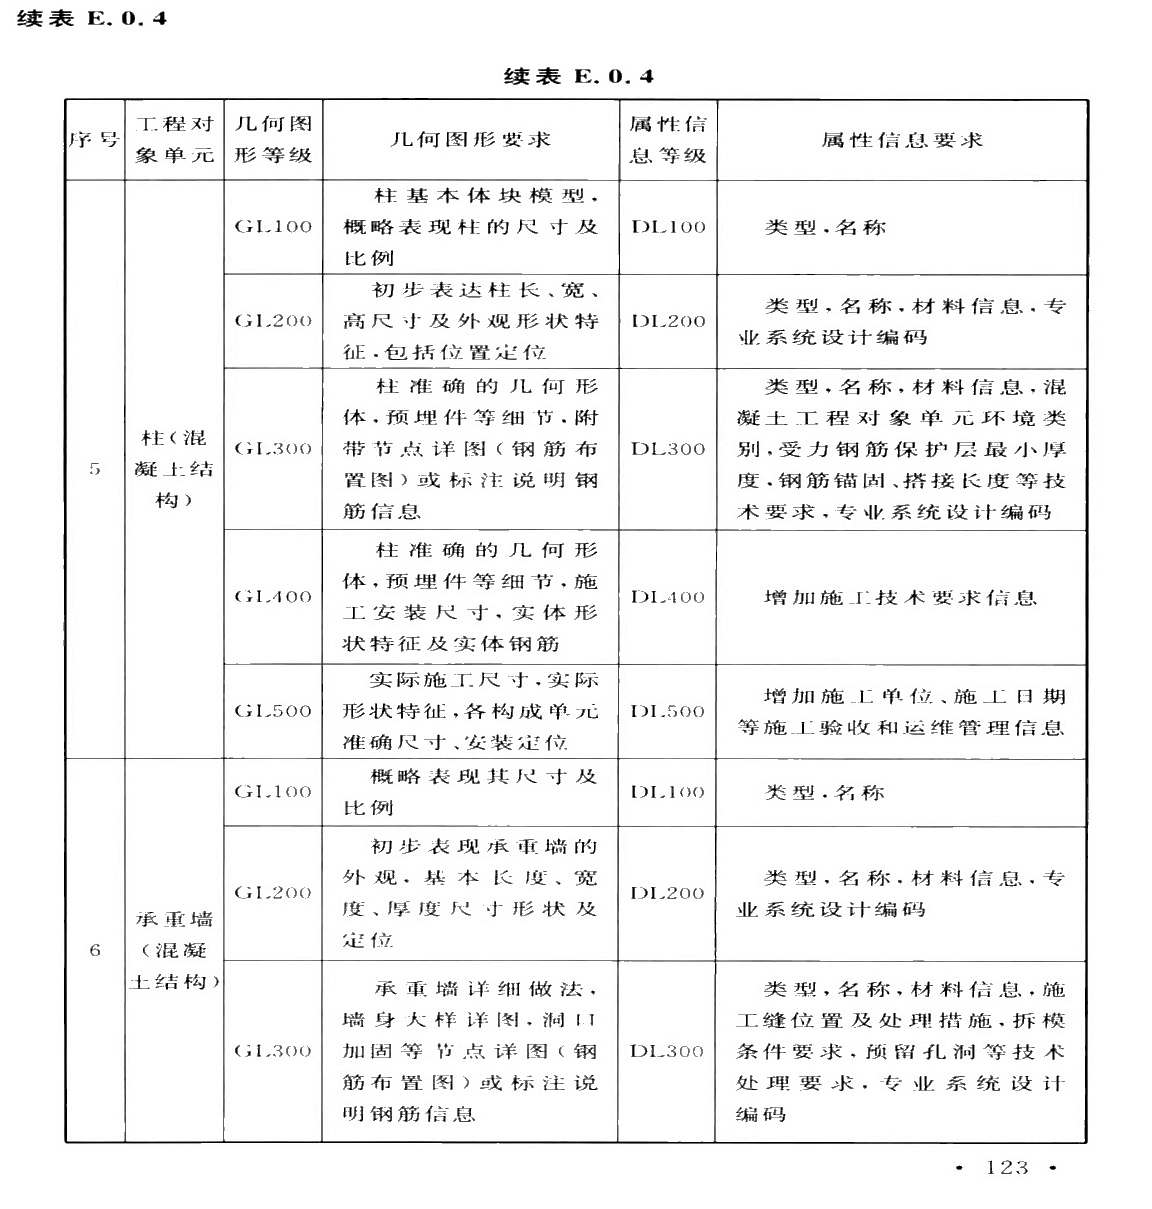 续表 E.0.4
续表 E.0.4
序号
工程对
象单元
几何图
形等级
几何图形要求
属性信
息等级
属性信息要求
5
柱（混
凝土结
构）
GL100
柱基本体块模型，
概略表现柱的尺寸及
比例
DL100
类型，名称
GL200
初步表达柱长、宽、
高尺寸及外观形状特
征，包括位置定位
DL200
类型，名称，材料信息，专
业系统设计编码
GL300
柱准确的几何形
体，预埋件等细节，附
带节点详图（钢筋布
置图）或标注说明钢
筋信息
DL300
类型，名称，材料信息，混
凝土工程对象单元环境类
别，受力钢筋保护层最小厚
度，钢筋锚固、搭接长度等技
术要求，专业系统设计编码
GL400
柱准确的几何形
体，预埋件等细节，施
工安装尺寸，实体形
状特征及实体钢筋
DL400
增加施工技术要求信息
GL500
实际施工尺寸，实际
形状特征，各构成单元
准确尺寸、安装定位
DL500
增加施工单位、施工日期
等施工验收和运维管理信息
6
承重墙
（混凝
土结构）
GL100
概略表现其尺寸及
比例
DL100
类型，名称
GL200
初步表现承重墙的
外观，基本长度、宽
度、厚度尺寸形状及
定位
DL200
类型，名称，材料信息，专
业系统设计编码
GL300
承重墙详细做法，
墙身大样详图，洞口
加固等节点详图（钢
筋布置图）或标注说
明钢筋信息
DL300
类型，名称，材料信息，施
工缝位置及处理措施，拆模
条件要求，预留孔洞等技术
处理要求，专业系统设计
编码
· 123 ·